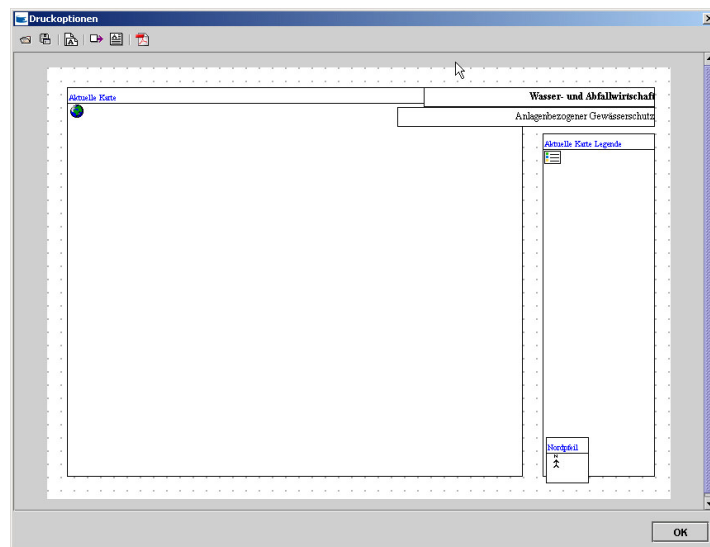 Druckoptionen
Aktuelle Karte
Wasser- und Abfallwirtschaft
Anlagenbezogener Gewässerschutz
Aktuelle Karte Legende
Nordpfeil
N
OK